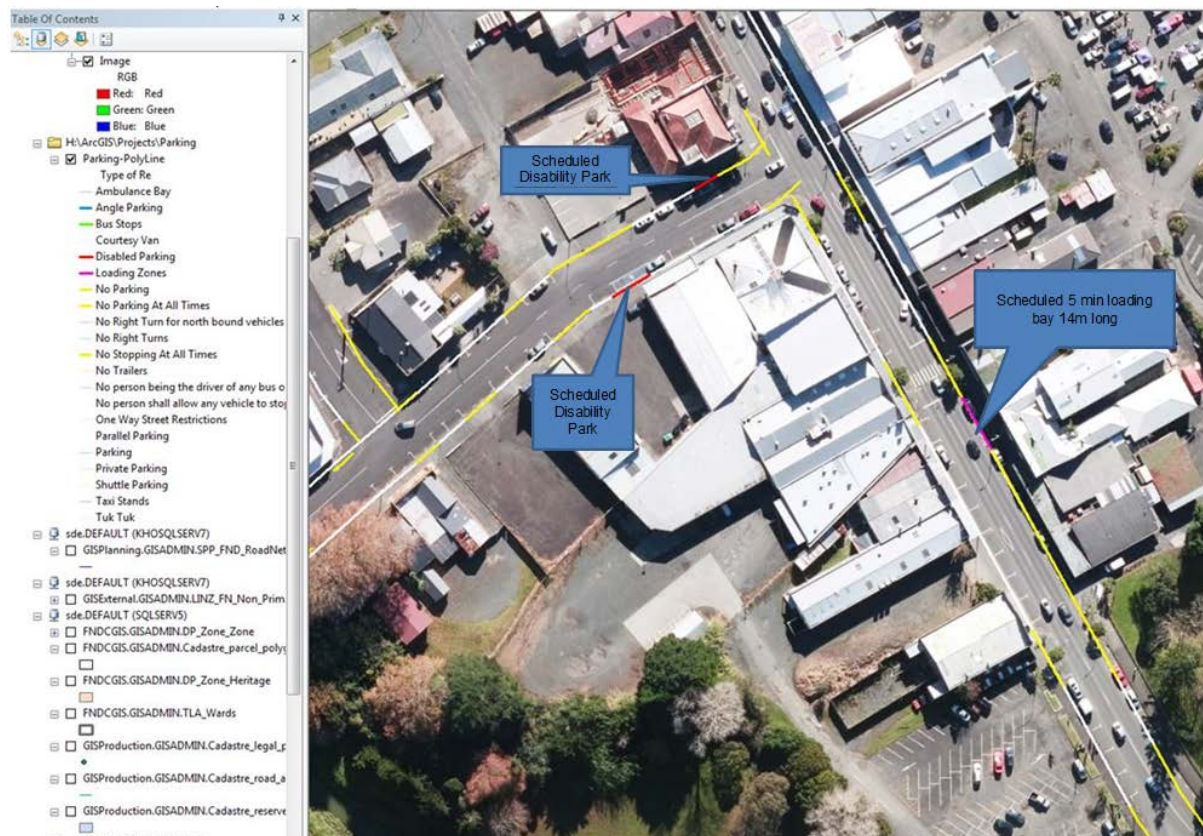 Table Of Contents
Image
RGB
Red: Red
Green: Green
Blue: Blue
H:\ArcGIS\Projects\Parking
Parking-PolyLine
Type of Re
Ambulance Bay
Angle Parking
Bus Stops
Courtesy Van
Disabled Parking
Loading Zones
No Parking
No Parking At All Times
No Right Turn for north bound vehicles
No Right Turns
No Stopping At All Times
No Trailers
No person being the driver of any bus o
No person shall allow any vehicle to stop
One Way Street Restrictions
Parallel Parking
Parking
Private Parking
Shuttle Parking
Taxi Stands
Tuk Tuk
sde.DEFAULT (KHOSQLSERV7)
GISPlanning.GISADMIN.SPP_FND_RoadNet
sde.DEFAULT (KHOSQLSERV7)
GISExternal.GISADMIN.LINZ_FN_Non_Prim
sde.DEFAULT (SQLSERV5)
FNDCGIS.GISADMIN.DP_Zone_Zone
FNDCGIS.GISADMIN.Cadastre_parcel_polyg
FNDCGIS.GISADMIN.DP_Zone_Heritage
FNDCGIS.GISADMIN.TLA_Wards
GISProduction.GISADMIN.Cadastre_legal_p
GISProduction.GISADMIN.Cadastre_road_a
GISProduction.GISADMIN.Cadastre_reserve
Scheduled
Disability Park
Scheduled
Disability
Park
Scheduled 5 min loading
bay 14m long